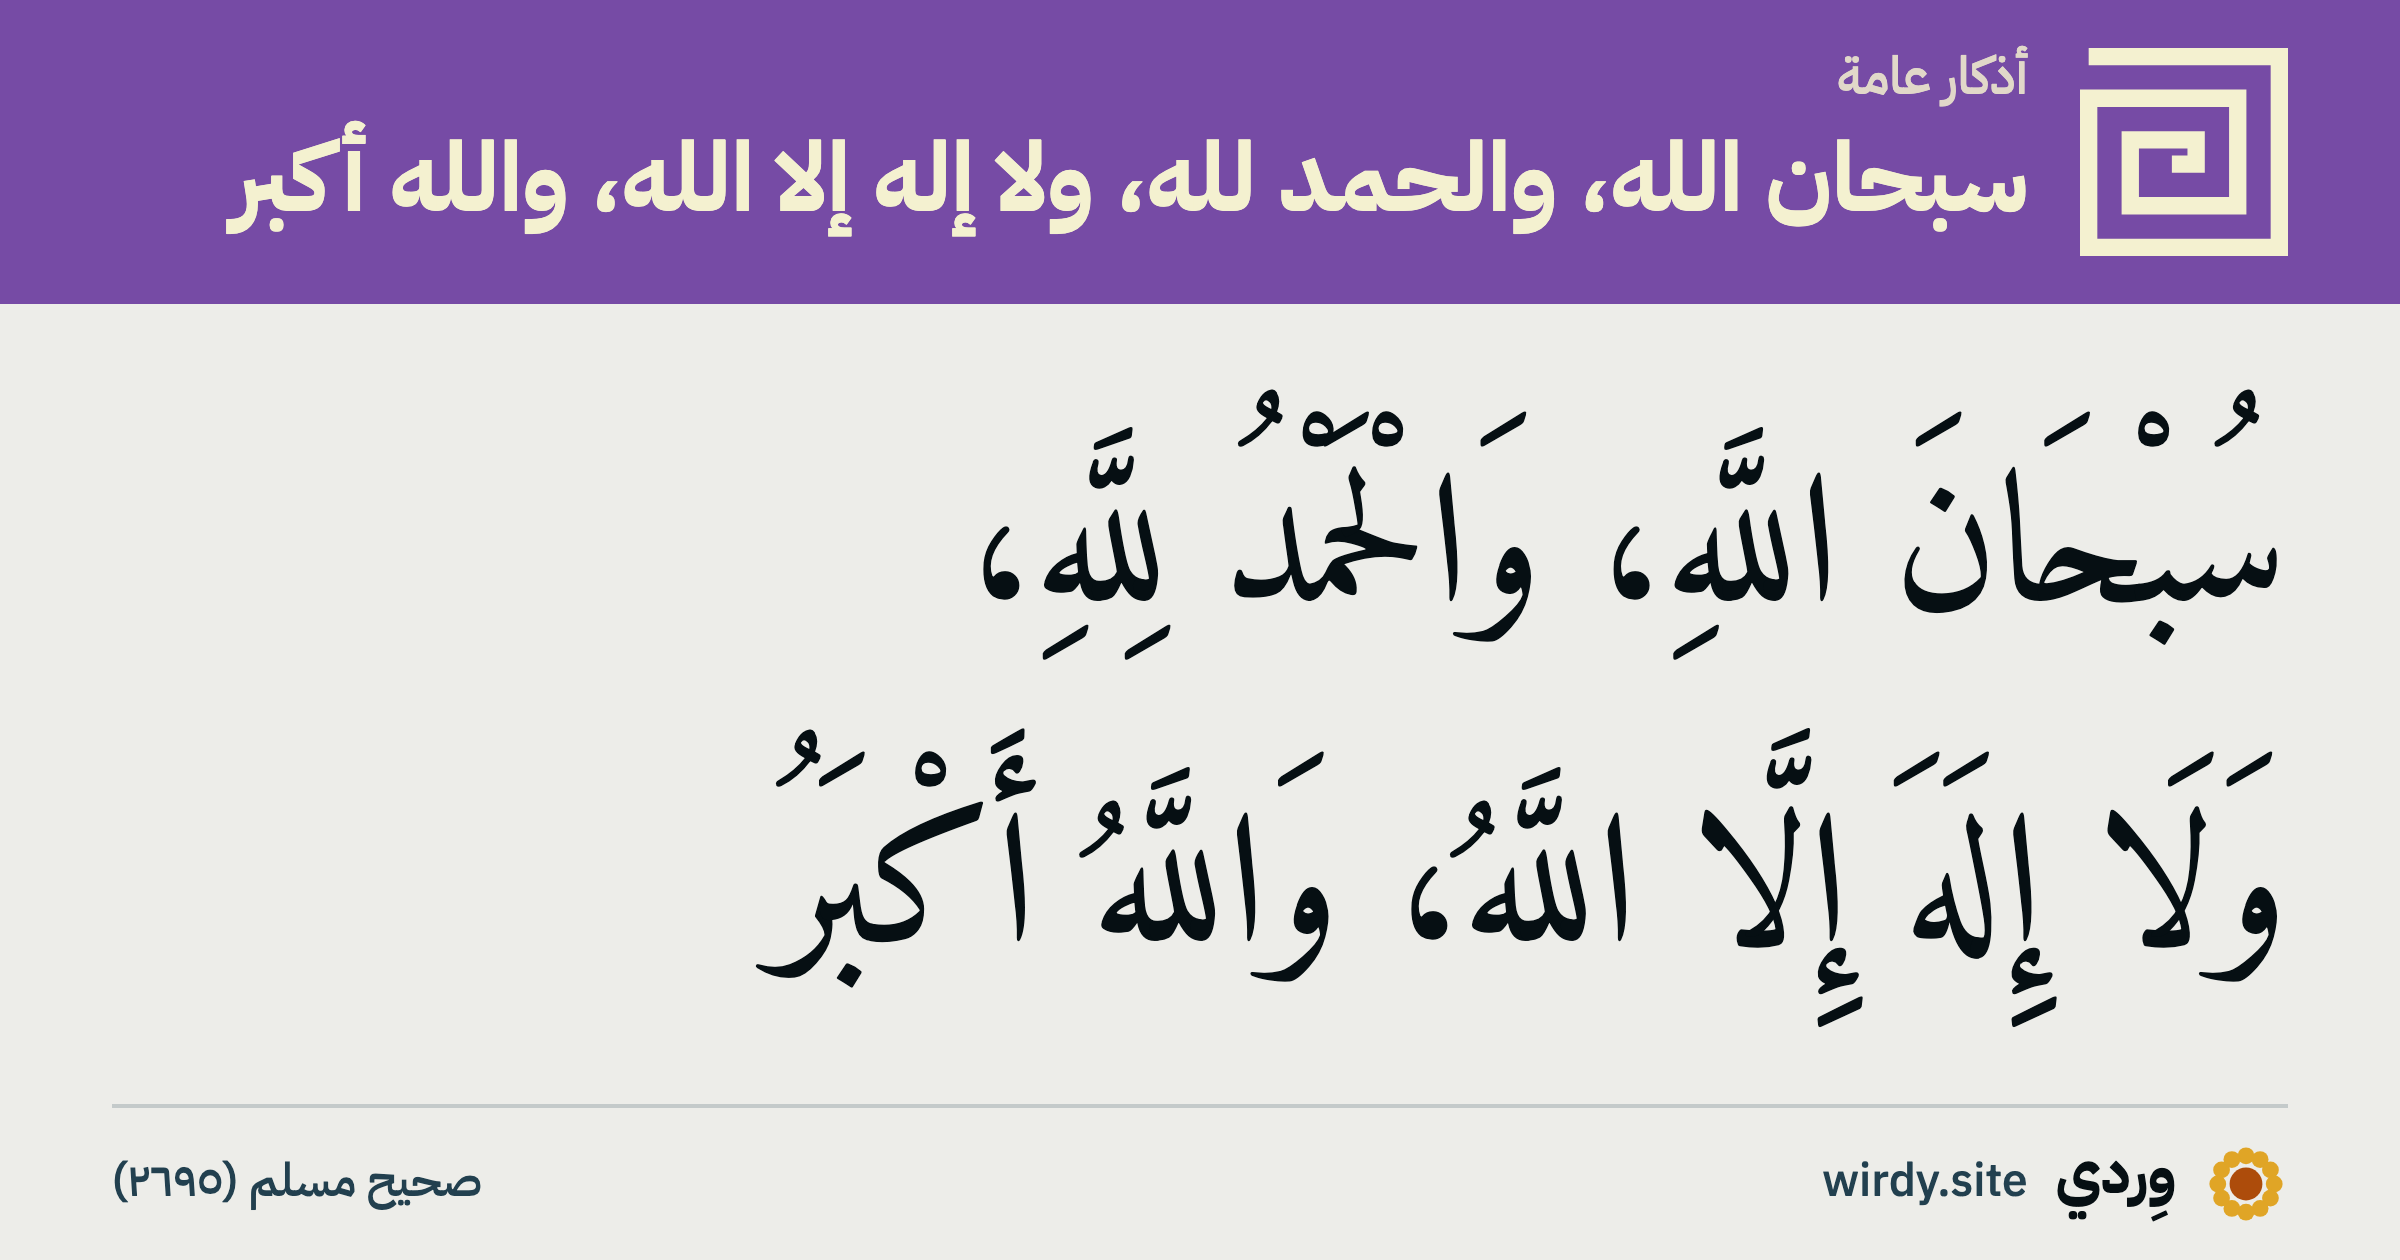 أذكار عامة
سبحان الله، والحمد لله، ولا إله إلا الله، والله أكبر
سُبْحَانَ اللَّهِ، وَالْحَمْدُ لِلَّهِ،
وَلَا إِلَهَ إِلَّا اللَّهُ، وَاللَّهُ أَكْبَرُ
وِردي wirdy.site
صحيح مسلم (٢٦٩٥)